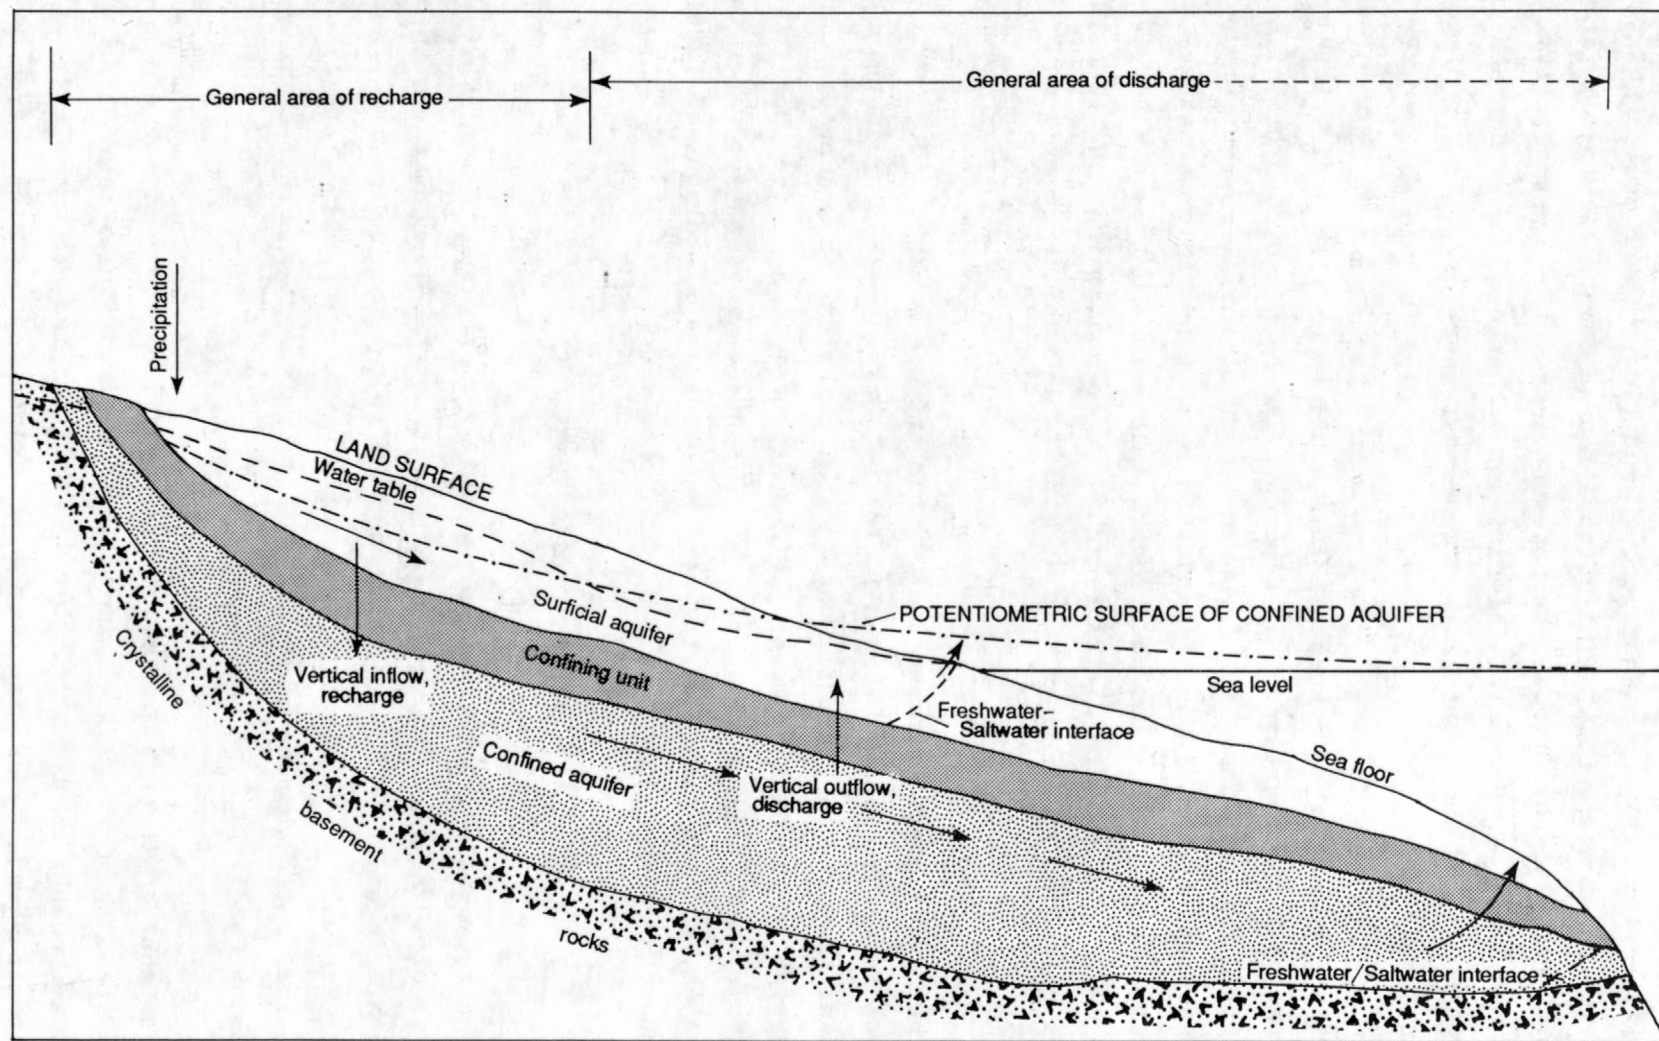 General area of recharge
General area of discharge
Precipitation
LAND SURFACE
Water table
Surficial aquifer
POTENTIOMETRIC SURFACE OF CONFINED AQUIFER
Confining unit
Vertical inflow,
recharge
Sea level
Freshwater–
Saltwater interface
Crystalline
Confined aquifer
Sea floor
Vertical outflow,
discharge
basement
rocks
Freshwater/Saltwater interface